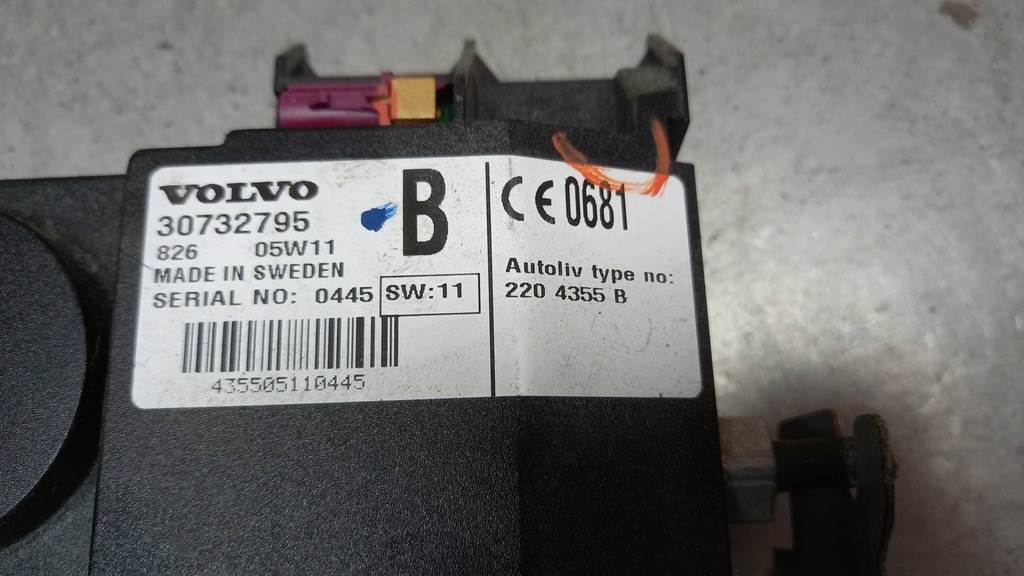 VOLVO
30732795
826 05W11
MADE IN SWEDEN
SERIAL NO: 0445 SW:11
435505110445
B
CE 0681
Autoliv type no:
220 4355 B